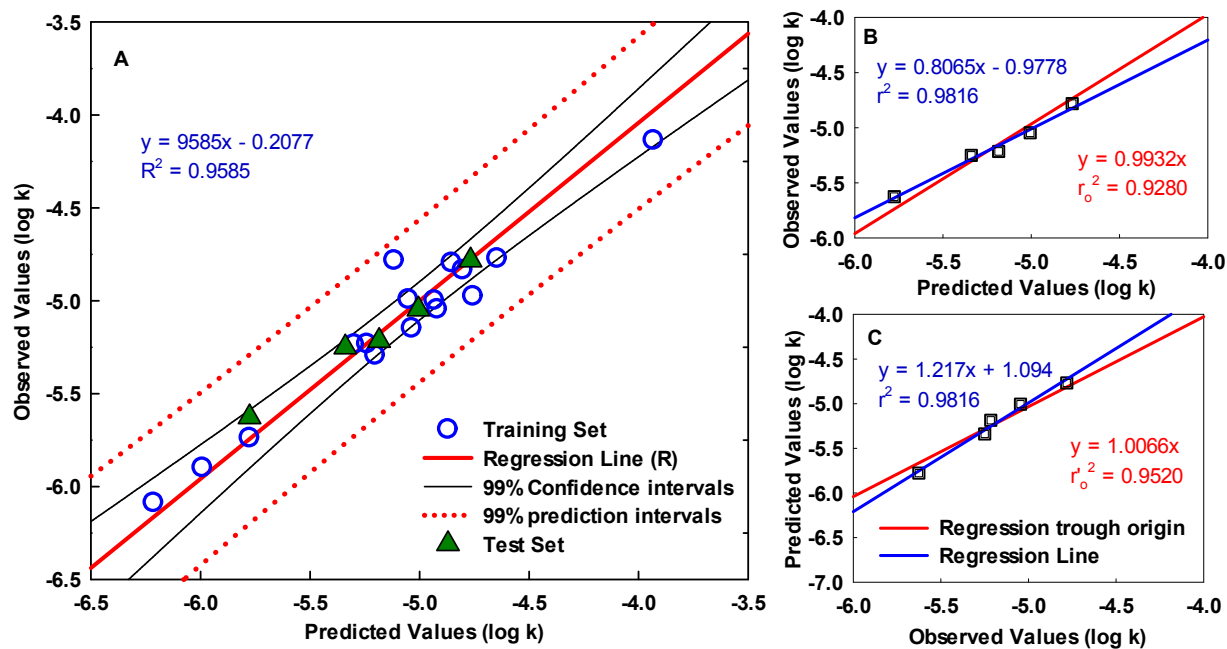 A
y = 9585x - 0.2077
R² = 0.9585
-3.5
-4.0
-4.5
-5.0
-5.5
-6.0
-6.5
Observed Values (log k)
Training Set
Regression Line (R)
99% Confidence intervals
99% prediction intervals
Test Set
-6.5 -6.0 -5.5 -5.0 -4.5 -4.0 -3.5
Predicted Values (log k)
B
y = 0.8065x - 0.9778
r² = 0.9816
y = 0.9932x
rₒ² = 0.9280
-4.0
-4.5
-5.0
-5.5
-6.0
Observed Values (log k)
-6.0 -5.5 -5.0 -4.5 -4.0
Predicted Values (log k)
C
y = 1.217x + 1.094
r² = 0.9816
y = 1.0066x
r'ₒ² = 0.9520
-4.0
-4.5
-5.0
-5.5
-6.0
-6.5
-7.0
Predicted Values (log k)
Regression trough origin
Regression Line
-6.0 -5.5 -5.0 -4.5 -4.0
Observed Values (log k)